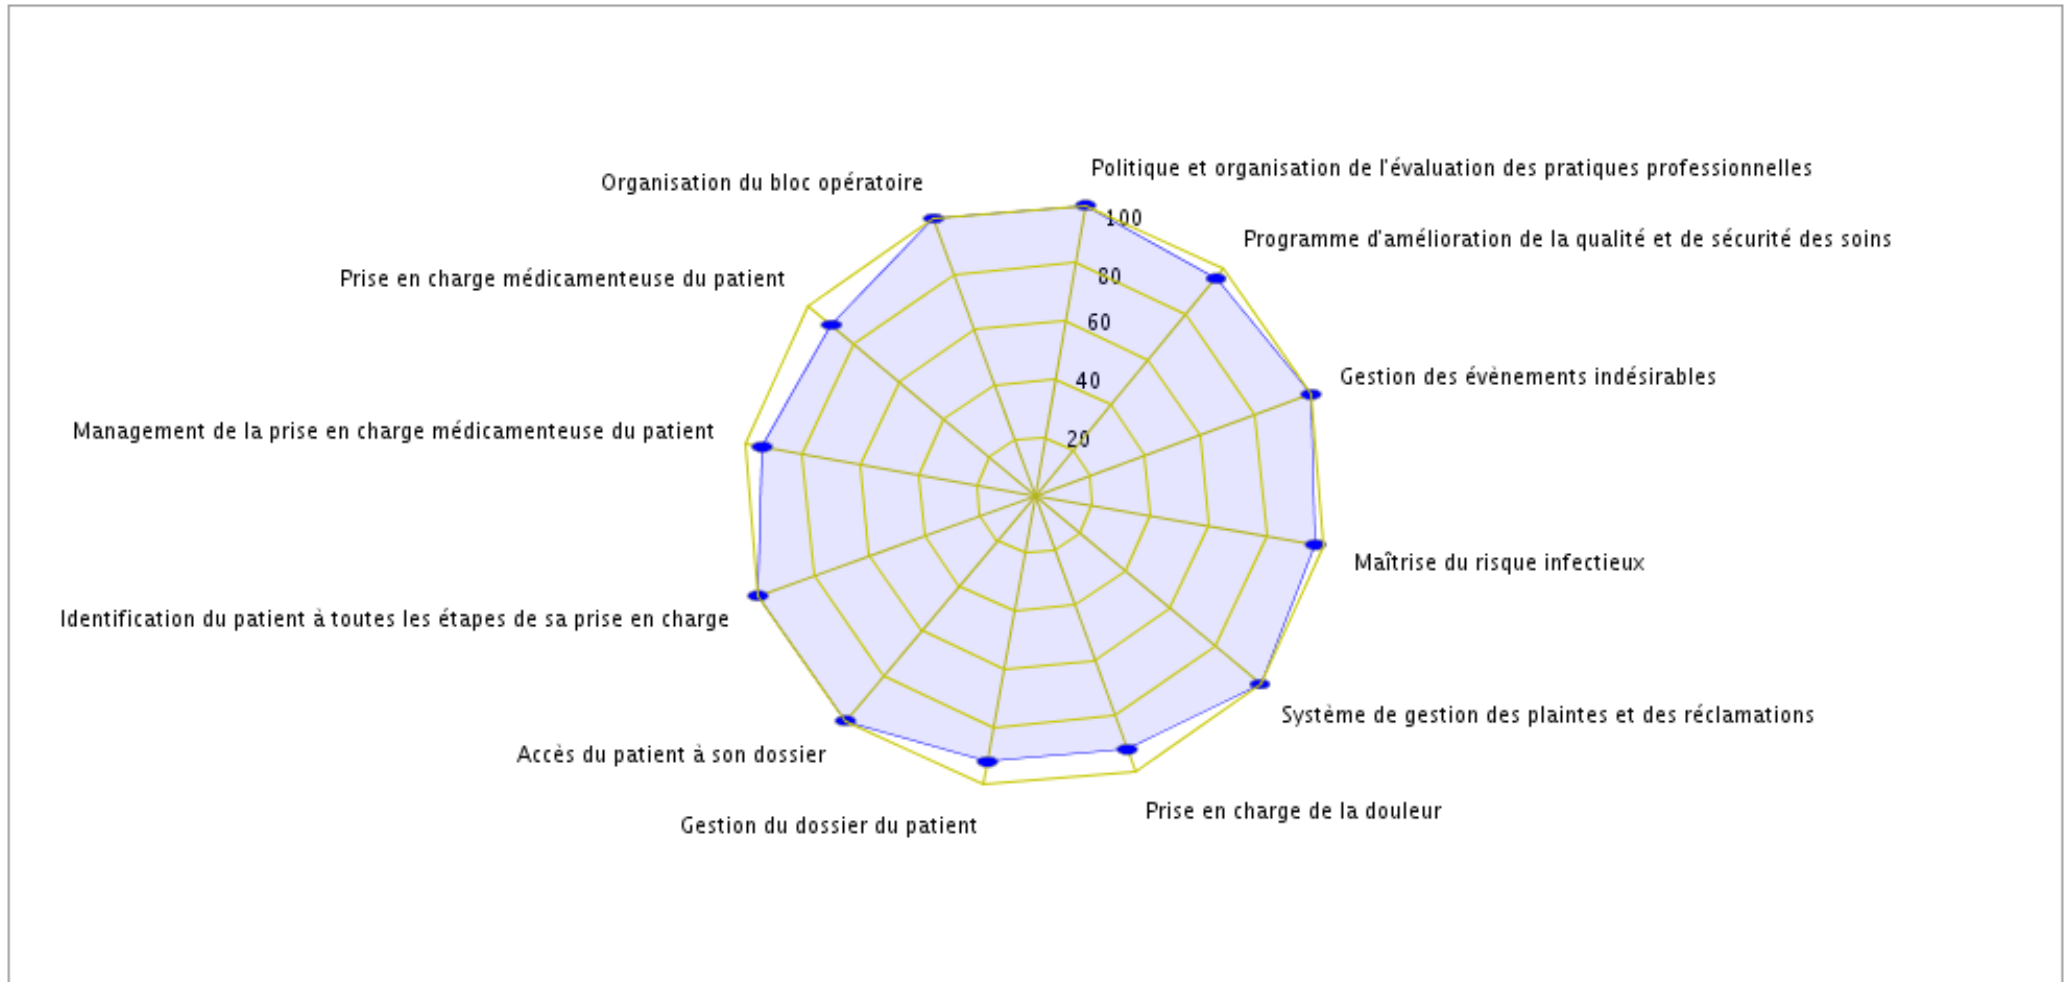 Politique et organisation de l'évaluation des pratiques professionnelles
Organisation du bloc opératoire
100
Programme d'amélioration de la qualité et de sécurité des soins
80
Prise en charge médicamenteuse du patient
60
Gestion des évènements indésirables
40
Management de la prise en charge médicamenteuse du patient
20
Maîtrise du risque infectieux
Identification du patient à toutes les étapes de sa prise en charge
Système de gestion des plaintes et des réclamations
Accès du patient à son dossier
Prise en charge de la douleur
Gestion du dossier du patient